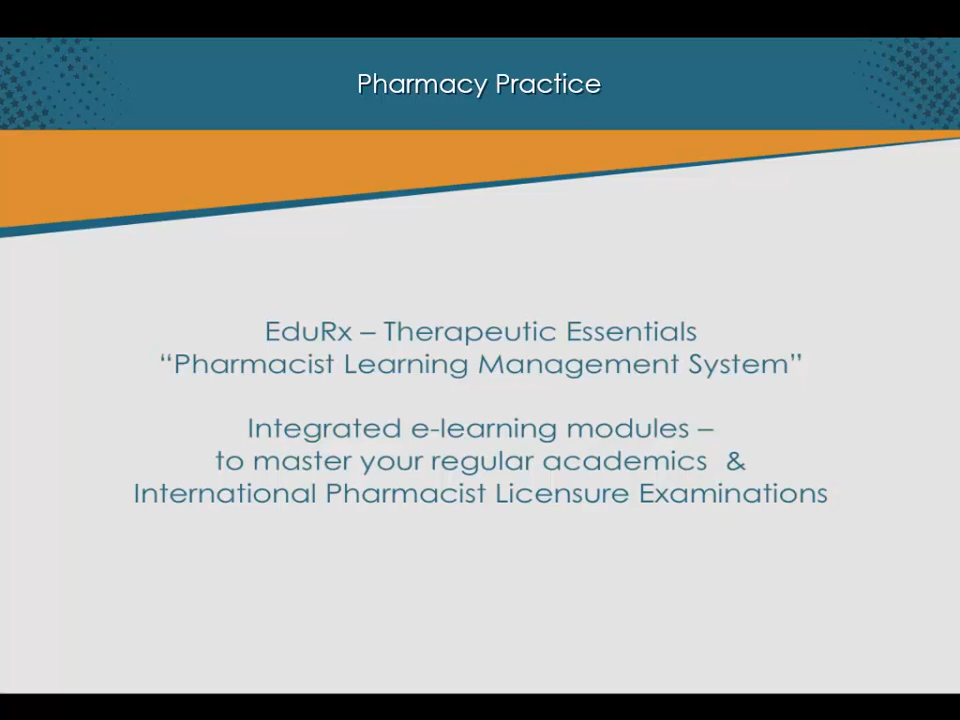 Pharmacy Practice
EduRx – Therapeutic Essentials
“Pharmacist Learning Management System”
Integrated e-learning modules –
to master your regular academics &
International Pharmacist Licensure Examinations